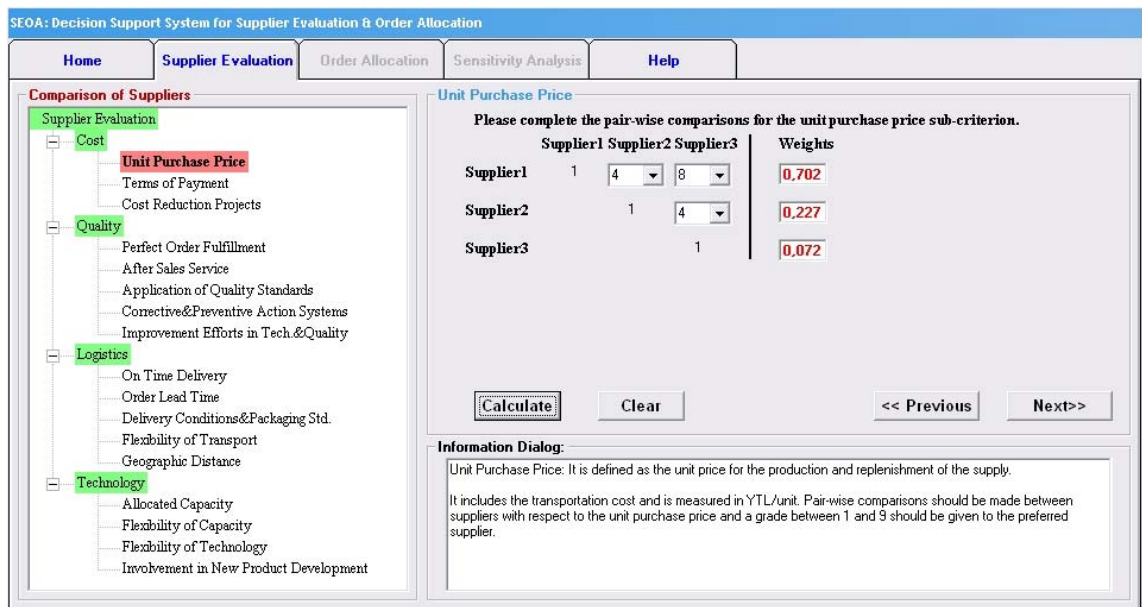 SEOA: Decision Support System for Supplier Evaluation & Order Allocation
Home Supplier Evaluation Order Allocation Sensitivity Analysis Help
Comparison of Suppliers
Supplier Evaluation
Cost
Unit Purchase Price
Terms of Payment
Cost Reduction Projects
Quality
Perfect Order Fulfillment
After Sales Service
Application of Quality Standards
Corrective&Preventive Action Systems
Improvement Efforts in Tech.&Quality
Logistics
On Time Delivery
Order Lead Time
Delivery Conditions&Packaging Std.
Flexibility of Transport
Geographic Distance
Technology
Allocated Capacity
Flexibility of Capacity
Flexibility of Technology
Involvement in New Product Development
Unit Purchase Price
Please complete the pair-wise comparisons for the unit purchase price sub-criterion.
Supplier1 Supplier2 Supplier3 Weights
Supplier1 1 4 8 0,702
Supplier2 1 4 0,227
Supplier3 1 0,072
Calculate Clear << Previous Next>>
Information Dialog:
Unit Purchase Price: It is defined as the unit price for the production and replenishment of the supply.
It includes the transportation cost and is measured in YTL/unit. Pair-wise comparisons should be made between
suppliers with respect to the unit purchase price and a grade between 1 and 9 should be given to the preferred
supplier.